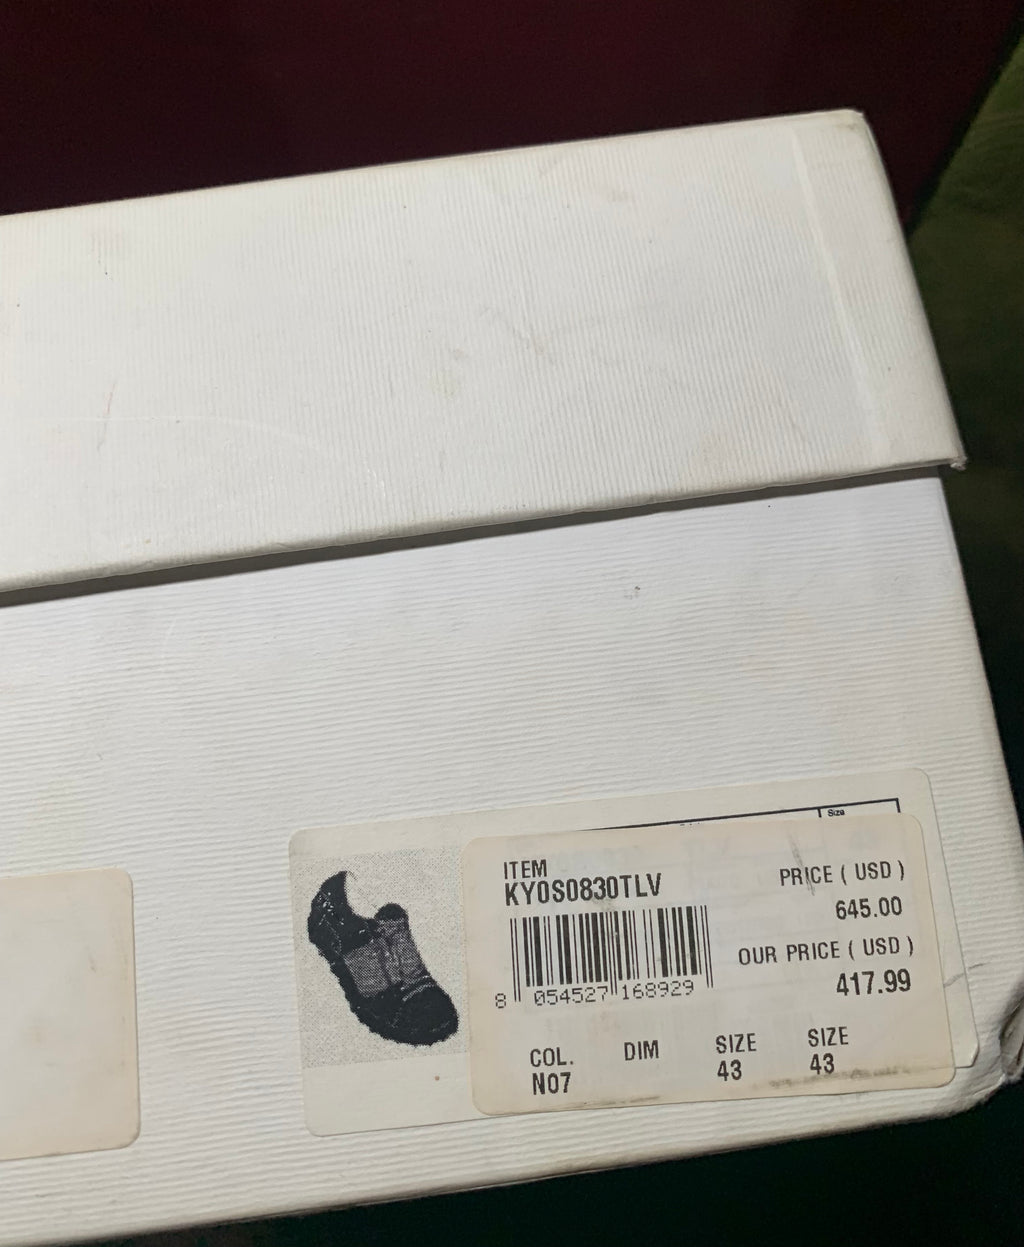 Size
ITEM
KY0S0830TLV
8 054527 168929
PRICE ( USD )
645.00
OUR PRICE ( USD )
417.99
COL. DIM SIZE SIZE
N07 43 43